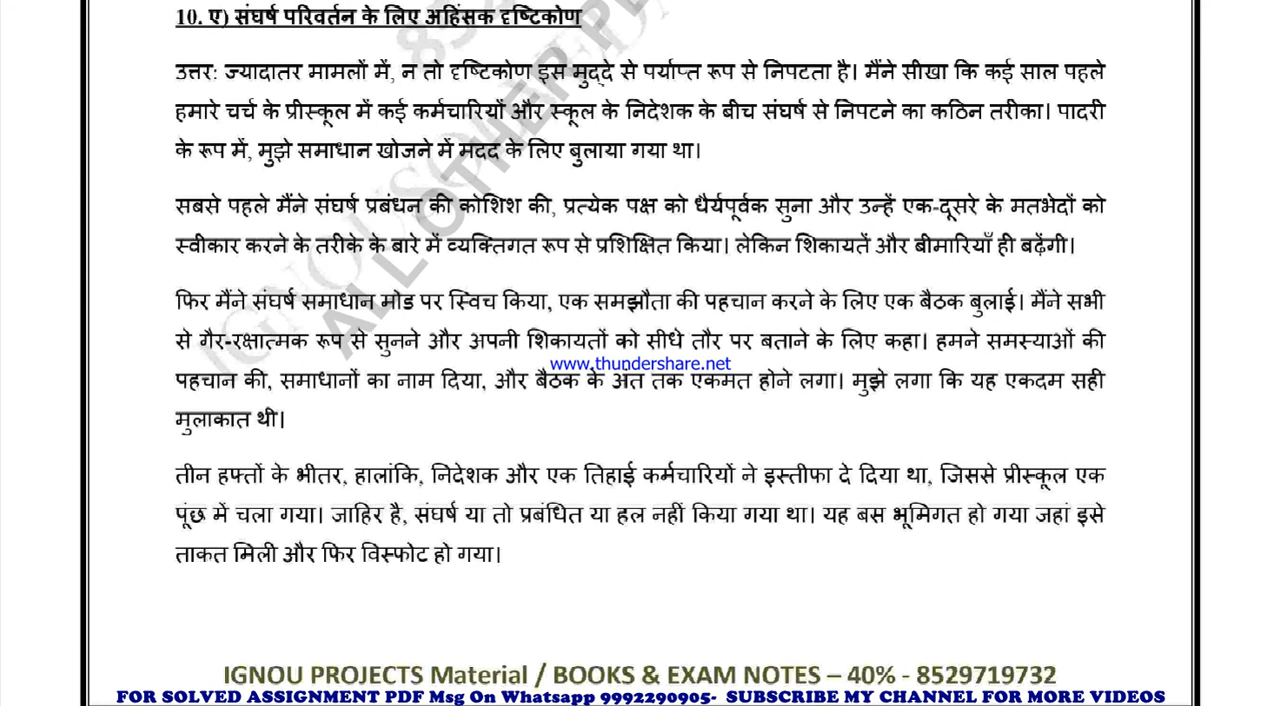 10. ए) संघर्ष परिवर्तन के लिए अहिंसक दृष्टिकोण
उत्तर: ज्यादातर मामलों में, न तो दृष्टिकोण इस मुद्दे से पर्याप्त रूप से निपटता है। मैंने सीखा कि कई साल पहले
हमारे चर्च के प्रीस्कूल में कई कर्मचारियों और स्कूल के निदेशक के बीच संघर्ष से निपटने का कठिन तरीका। पादरी
के रूप में, मुझे समाधान खोजने में मदद के लिए बुलाया गया था।
सबसे पहले मैंने संघर्ष प्रबंधन की कोशिश की, प्रत्येक पक्ष को धैर्यपूर्वक सुना और उन्हें एक-दूसरे के मतभेदों को
स्वीकार करने के तरीके के बारे में व्यक्तिगत रूप से प्रशिक्षित किया। लेकिन शिकायतें और बीमारियाँ ही बढ़ेंगी।
फिर मैंने संघर्ष समाधान मोड पर स्विच किया, एक समझौता की पहचान करने के लिए एक बैठक बुलाई। मैंने सभी
से गैर-रक्षात्मक रूप से सुनने और अपनी शिकायतों को सीधे तौर पर बताने के लिए कहा। हमने समस्याओं की
www.thundershare.net
पहचान की, समाधानों का नाम दिया, और बैठक के अंत तक एकमत होने लगा। मुझे लगा कि यह एकदम सही
मुलाकात थी।
तीन हफ्तों के भीतर, हालांकि, निदेशक और एक तिहाई कर्मचारियों ने इस्तीफा दे दिया था, जिससे प्रीस्कूल एक
पूंछ में चला गया। जाहिर है, संघर्ष या तो प्रबंधित या हल नहीं किया गया था। यह बस भूमिगत हो गया जहां इसे
ताकत मिली और फिर विस्फोट हो गया।
IGNOU PROJECTS Material / BOOKS & EXAM NOTES – 40% - 8529719732
FOR SOLVED ASSIGNMENT PDF Msg On Whatsapp 9992290905- SUBSCRIBE MY CHANNEL FOR MORE VIDEOS